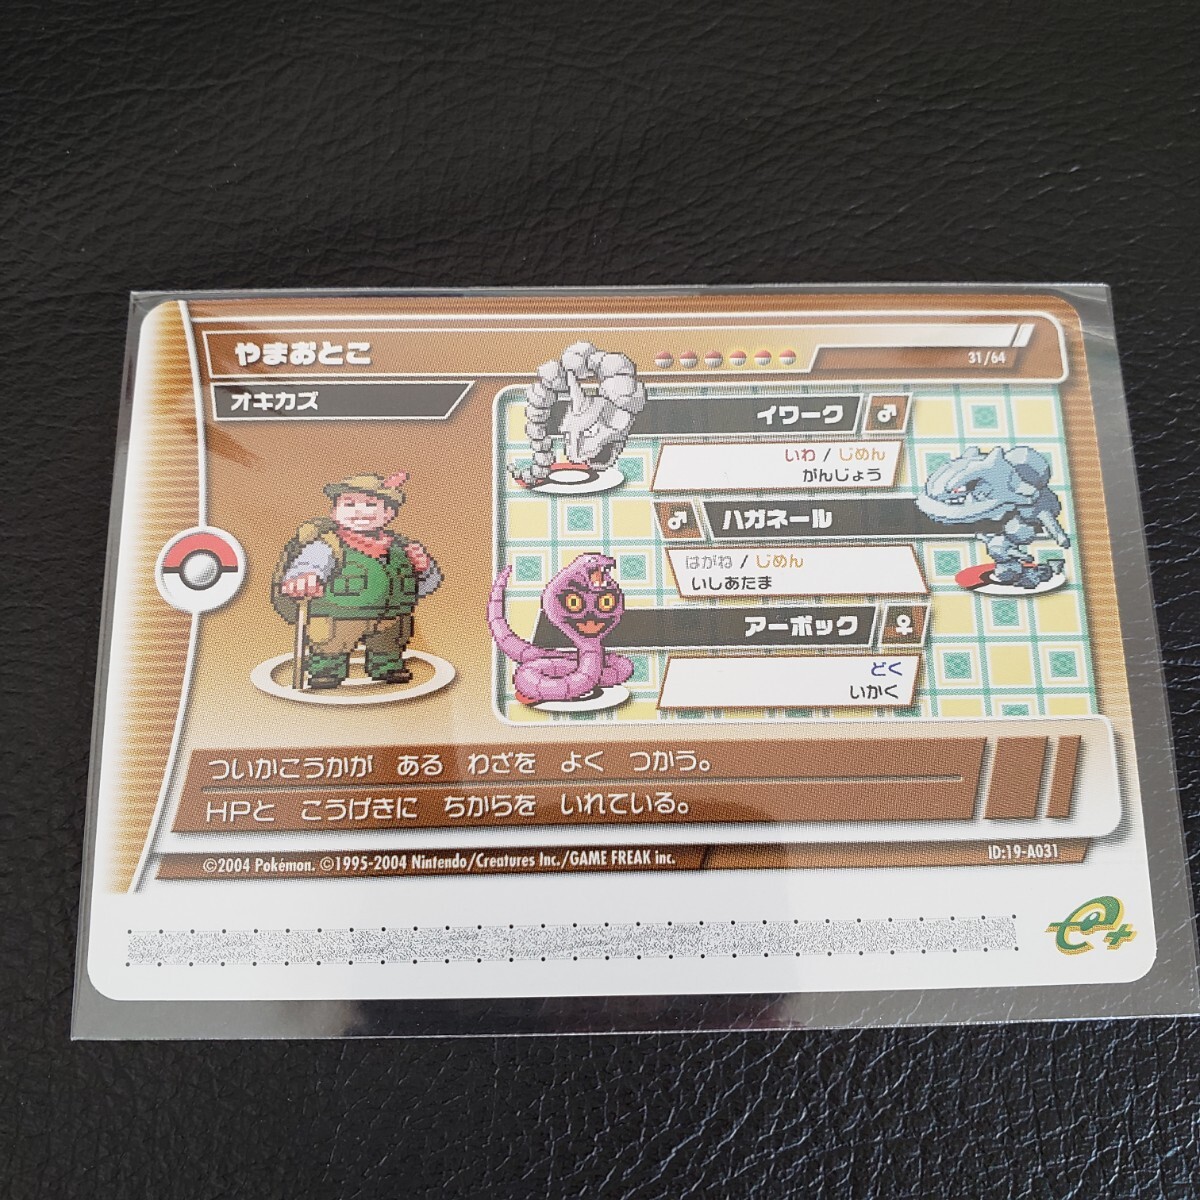 やまおとこ
31/64
オキカズ
イワーク ♂
いわ / じめん
がんじょう
♂ ハガネール
はがね / じめん
いしあたま
アーボック ♀
どく
いかく
ついかこうかが ある わざを よく つかう。
HPと こうげきに ちからを いれている。
©2004 Pokémon. ©1995-2004 Nintendo/Creatures Inc./GAME FREAK inc.
ID:19-A031
e+